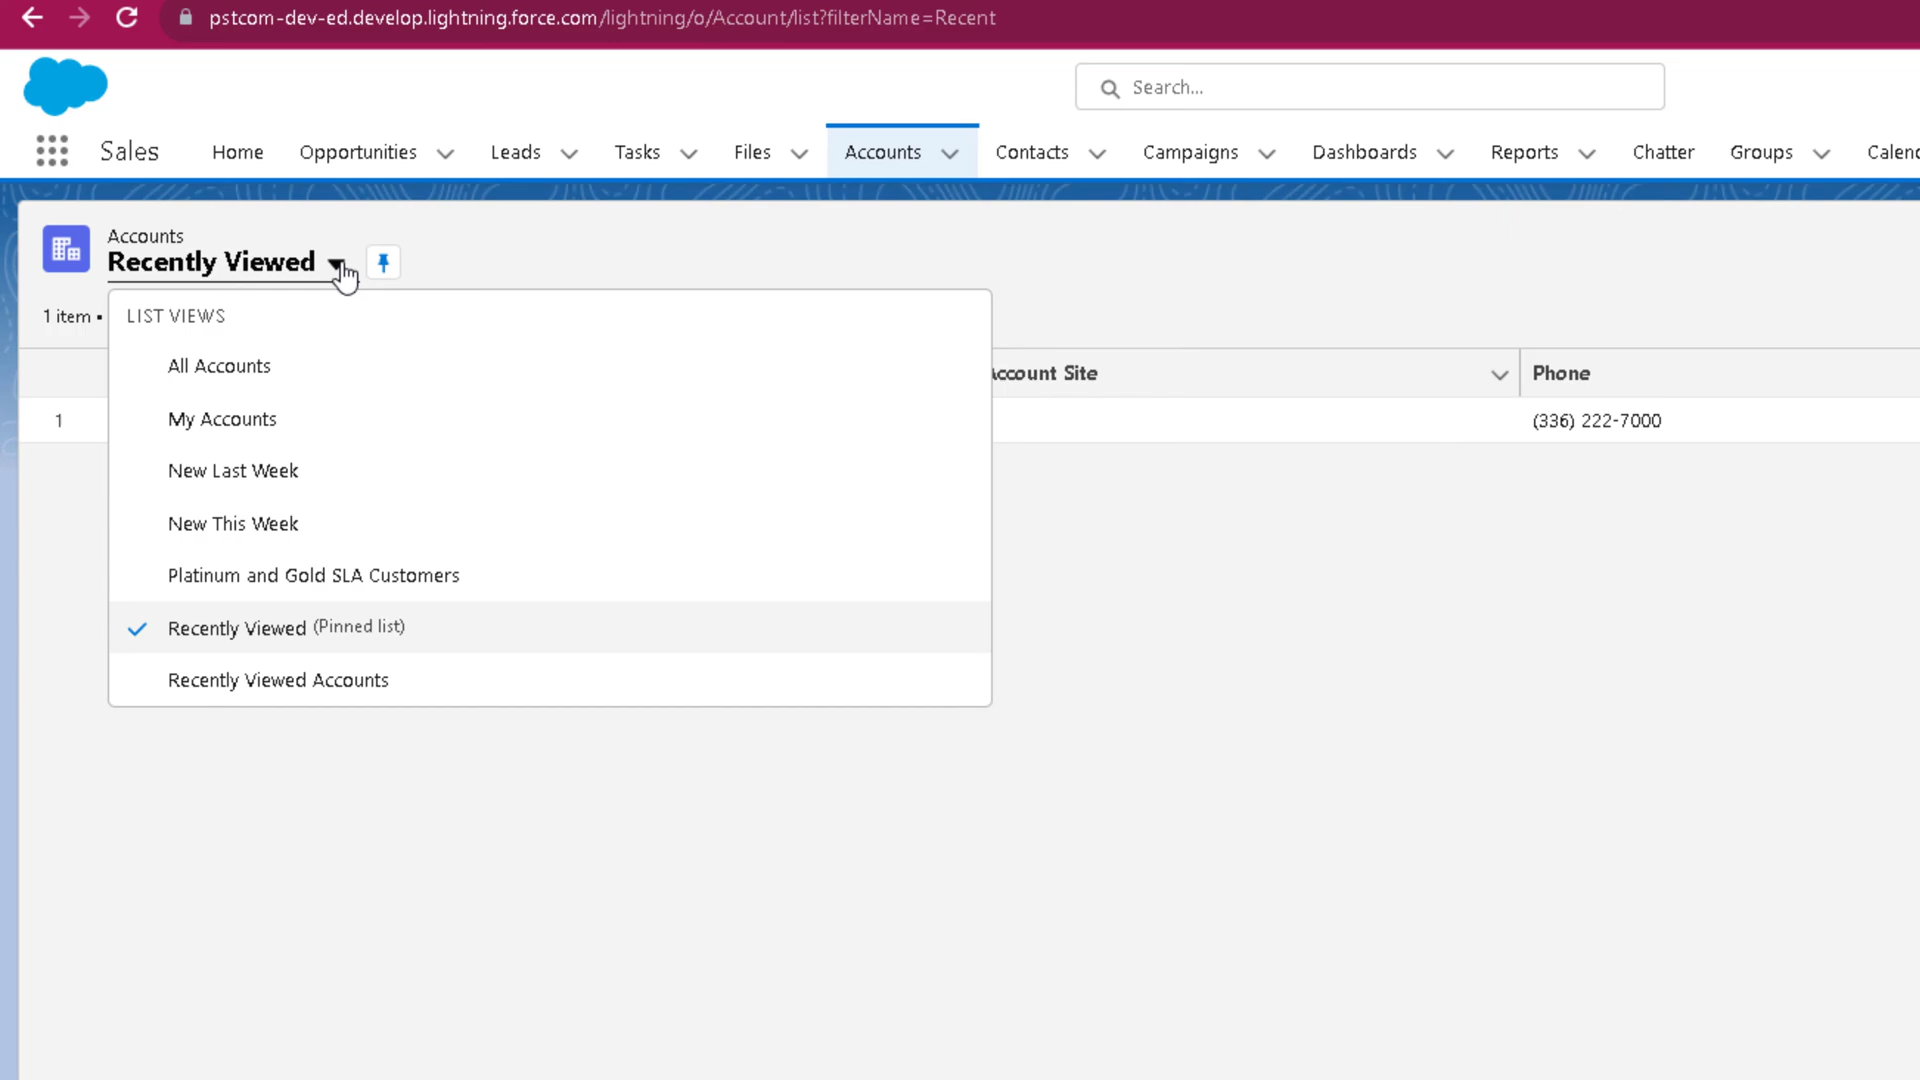 pstcom-dev-ed.develop.lightning.force.com/lightning/o/Account/list?filterName=Recent
Search...
Sales Home Opportunities Leads Tasks Files Accounts Contacts Campaigns Dashboards Reports Chatter Groups Calen
Accounts
Recently Viewed
1 item •
LIST VIEWS
All Accounts
My Accounts
New Last Week
New This Week
Platinum and Gold SLA Customers
Recently Viewed (Pinned list)
Recently Viewed Accounts
Account Site Phone
1 (336) 222-7000